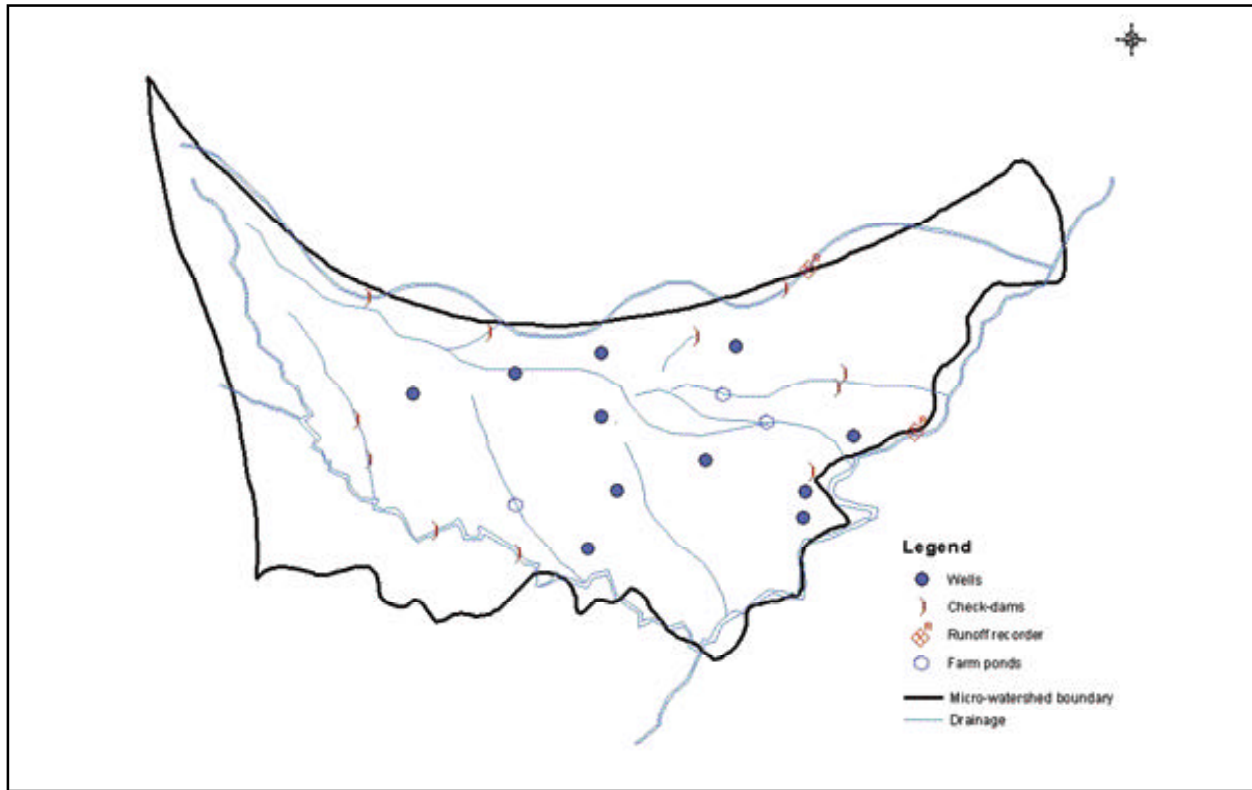 Legend
Wells
Check-dams
Runoff recorder
Farm ponds
Micro-watershed boundary
Drainage